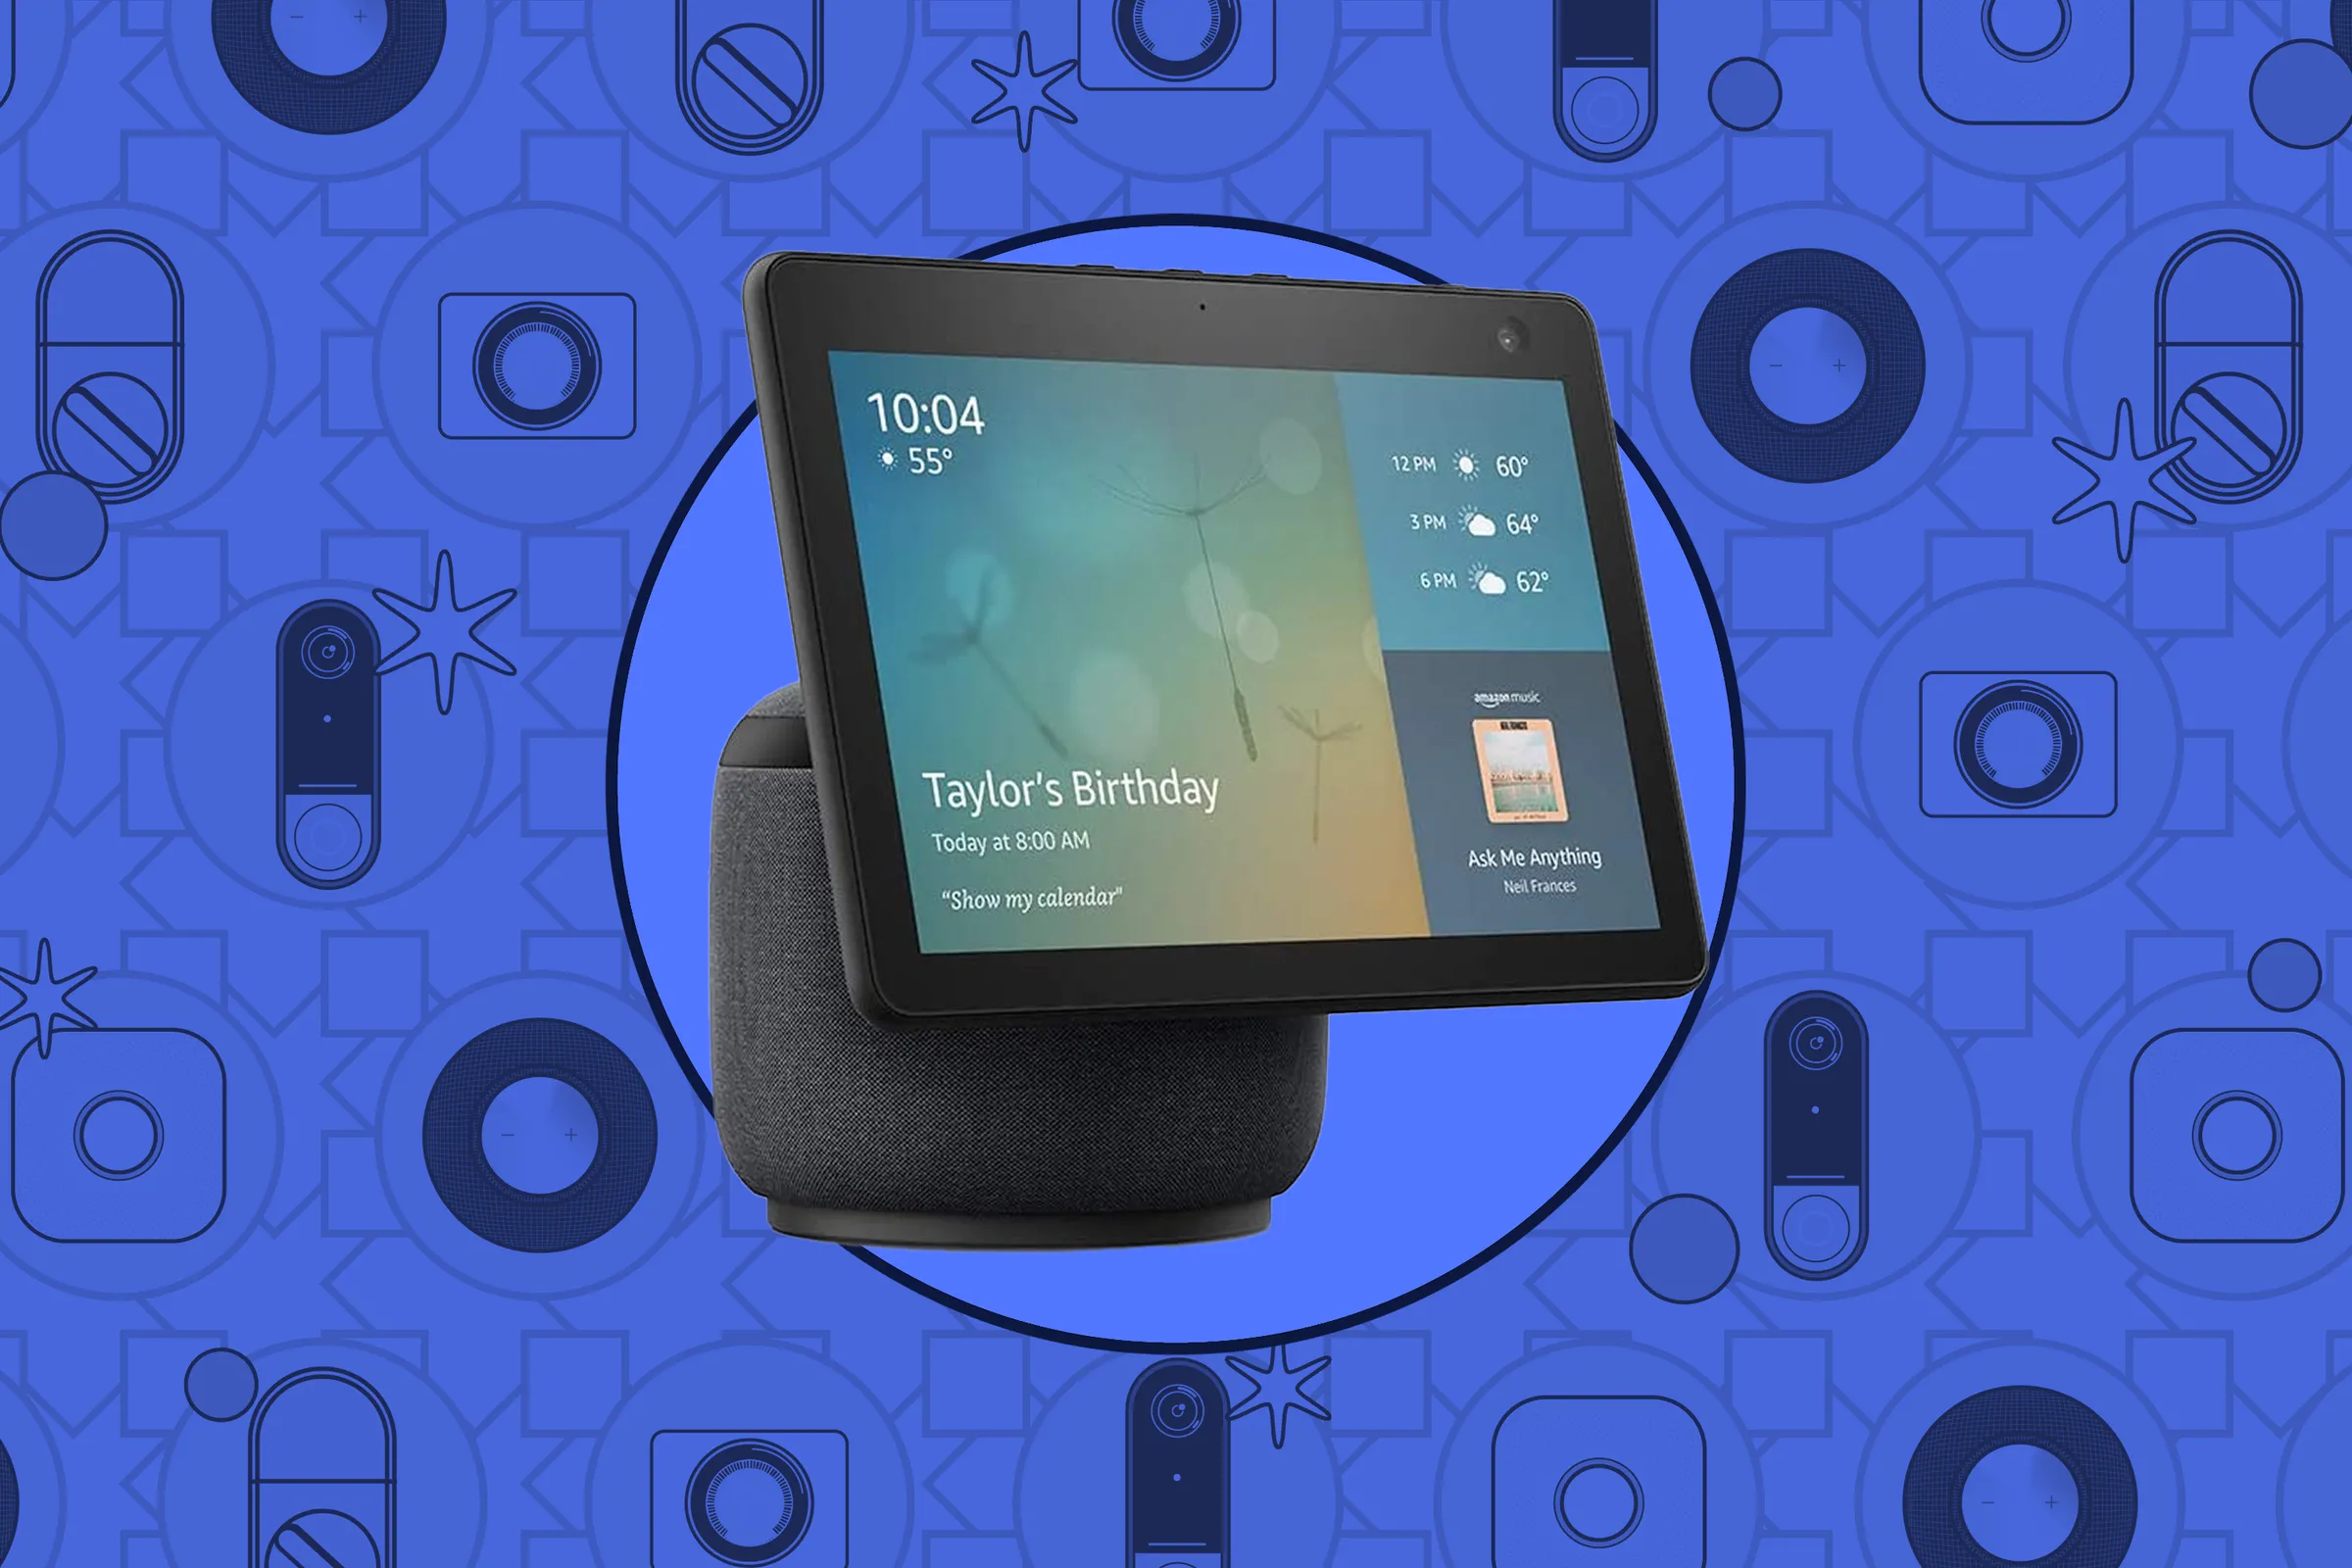 10:04
55°
12 PM 60°
3 PM 64°
6 PM 62°
amazon music
Ask Me Anything
Neil Frances
Taylor's Birthday
Today at 8:00 AM
“Show my calendar”